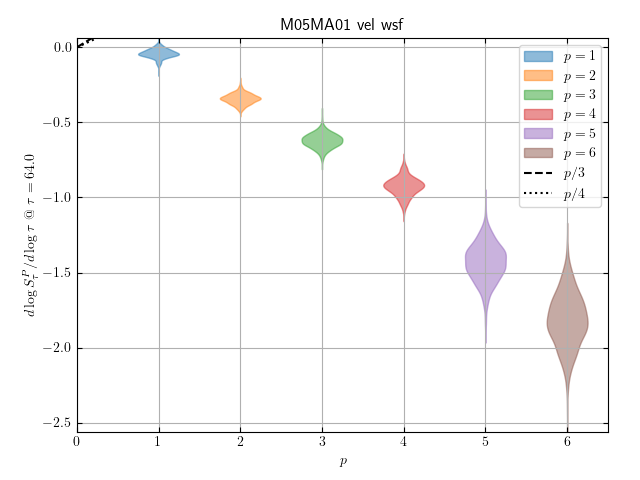 M05MA01 vel wsf
d log S_τ^P / d log τ @ τ = 64.0
0.0
−0.5
−1.0
−1.5
−2.0
−2.5
0 1 2 3 4 5 6
p
p = 1
p = 2
p = 3
p = 4
p = 5
p = 6
p/3
p/4